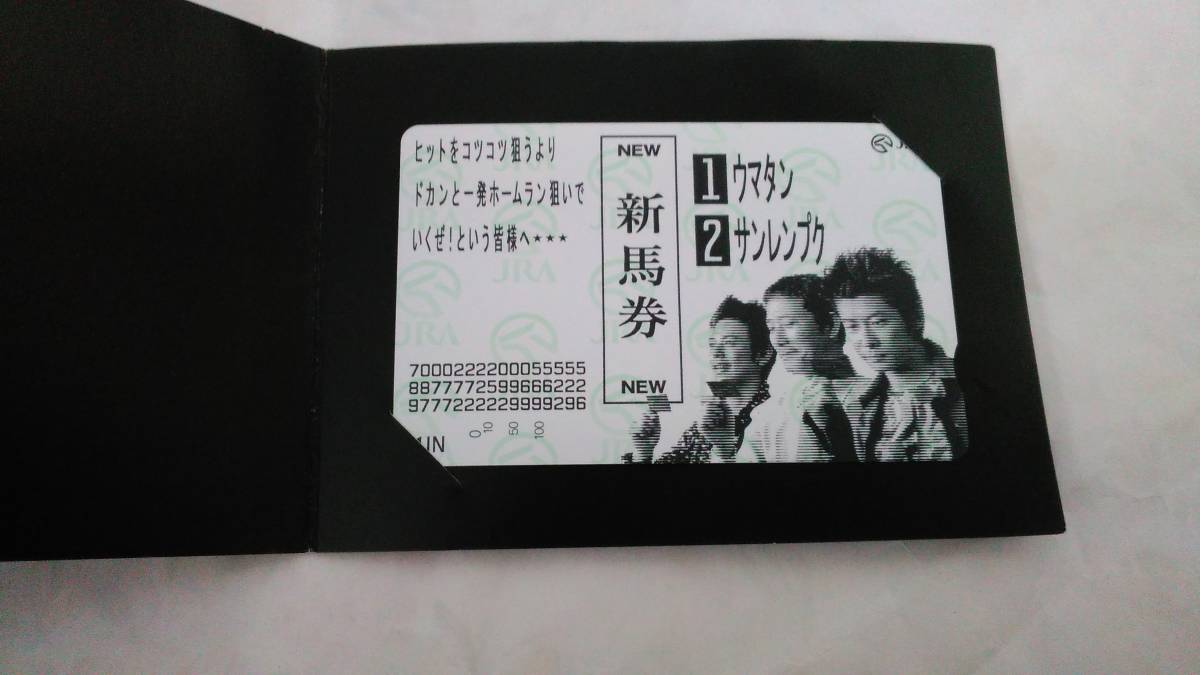 ヒットをコツコツ狙うより
ドカンと一発ホームラン狙いで
いくぜ!という皆様へ★★★
NEW
新馬券
NEW
1 ウマタン
2 サンレンプク
JRA
JRA
7000222200055555
8877772599666222
9777222229999296
0 10 50 100